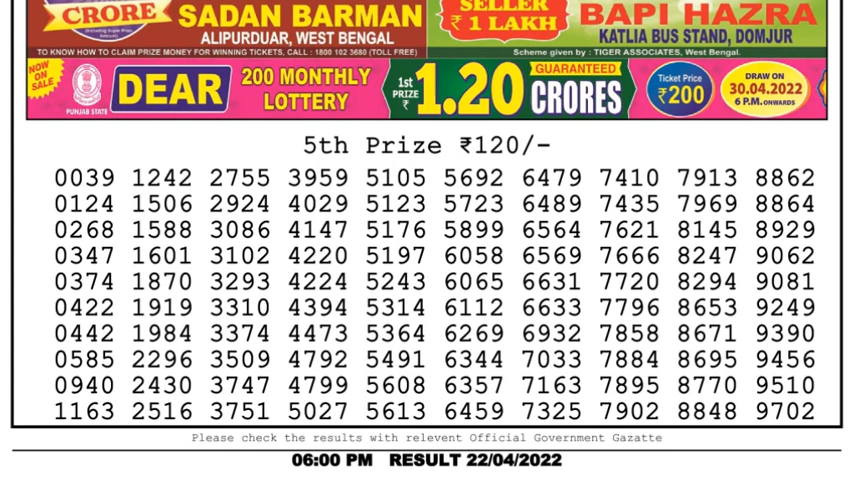 SELLER
CRORE SADAN BARMAN ₹ 1 LAKH BAPI HAZRA
(Including Super Prize Amount) ALIPURDUAR, WEST BENGAL KATLIA BUS STAND, DOMJUR
TO KNOW HOW TO CLAIM PRIZE MONEY FOR WINNING TICKETS, CALL : 1800 102 3680 (TOLL FREE) Scheme given by : TIGER ASSOCIATES, West Bengal.
NOW ON SALE PUNJAB STATE DEAR 200 MONTHLY LOTTERY 1st PRIZE ₹ 1.20 GUARANTEED CRORES Ticket Price ₹200 DRAW ON 30.04.2022 6 P.M. ONWARDS
5th Prize ₹120/-
0039 1242 2755 3959 5105 5692 6479 7410 7913 8862
0124 1506 2924 4029 5123 5723 6489 7435 7969 8864
0268 1588 3086 4147 5176 5899 6564 7621 8145 8929
0347 1601 3102 4220 5197 6058 6569 7666 8247 9062
0374 1870 3293 4224 5243 6065 6631 7720 8294 9081
0422 1919 3310 4394 5314 6112 6633 7796 8653 9249
0442 1984 3374 4473 5364 6269 6932 7858 8671 9390
0585 2296 3509 4792 5491 6344 7033 7884 8695 9456
0940 2430 3747 4799 5608 6357 7163 7895 8770 9510
1163 2516 3751 5027 5613 6459 7325 7902 8848 9702
Please check the results with relevent Official Government Gazatte
06:00 PM RESULT 22/04/2022